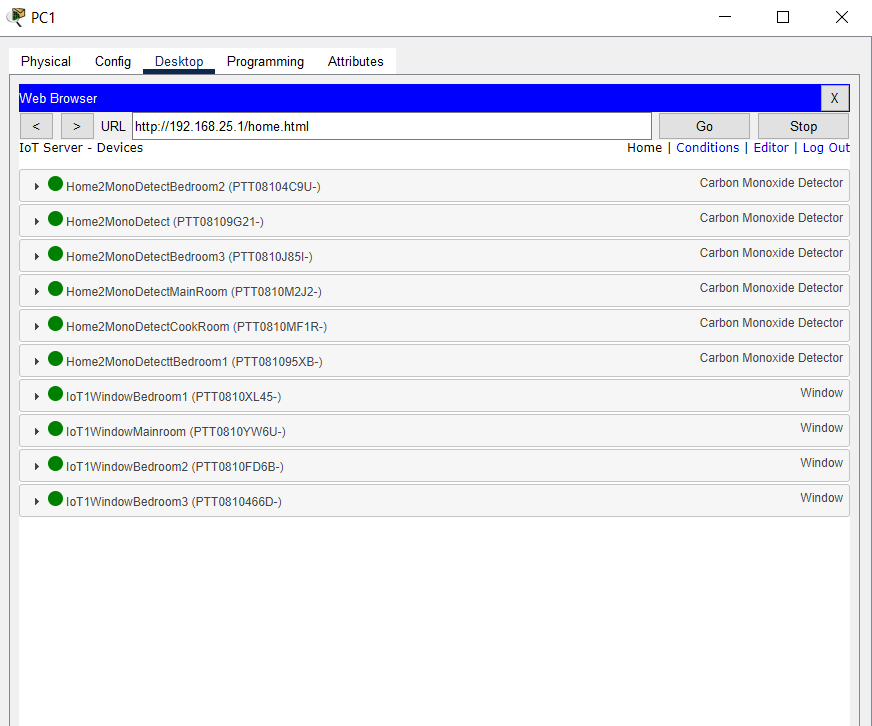 PC1
Physical Config Desktop Programming Attributes
Web Browser X
< > URL http://192.168.25.1/home.html Go Stop
IoT Server - Devices Home | Conditions | Editor | Log Out
Home2MonoDetectBedroom2 (PTT08104C9U-) Carbon Monoxide Detector
Home2MonoDetect (PTT08109G21-) Carbon Monoxide Detector
Home2MonoDetectBedroom3 (PTT0810J85I-) Carbon Monoxide Detector
Home2MonoDetectMainRoom (PTT0810M2J2-) Carbon Monoxide Detector
Home2MonoDetectCookRoom (PTT0810MF1R-) Carbon Monoxide Detector
Home2MonoDetecttBedroom1 (PTT081095XB-) Carbon Monoxide Detector
IoT1WindowBedroom1 (PTT0810XL45-) Window
IoT1WindowMainroom (PTT0810YW6U-) Window
IoT1WindowBedroom2 (PTT0810FD6B-) Window
IoT1WindowBedroom3 (PTT0810466D-) Window